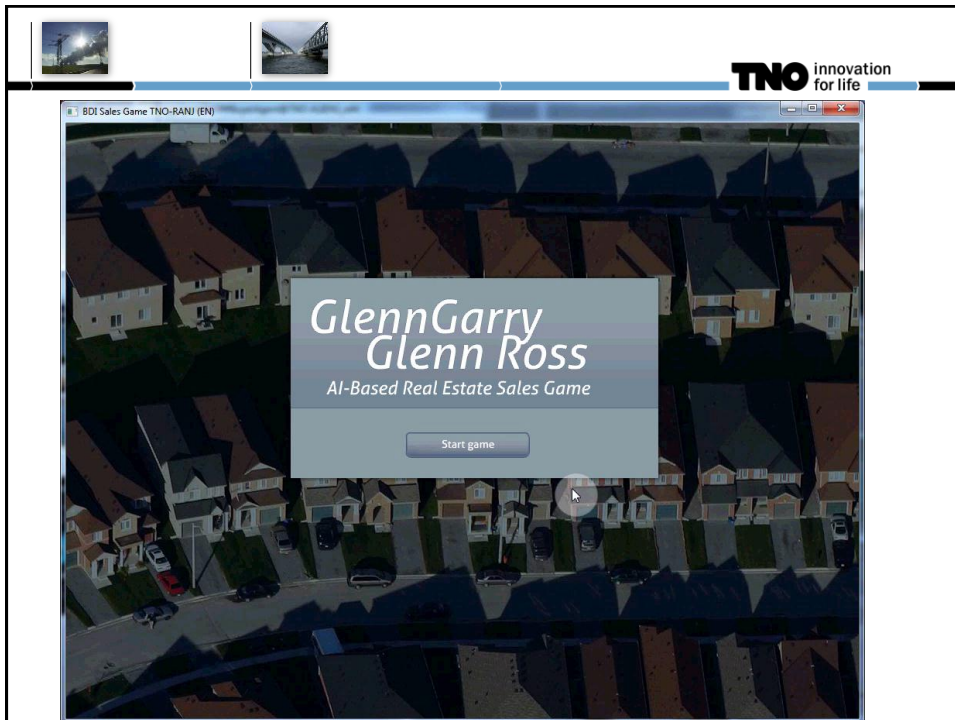 TNO innovation
for life
BDI Sales Game TNO-RANJ (EN)
GlennGarry
Glenn Ross
AI-Based Real Estate Sales Game
Start game